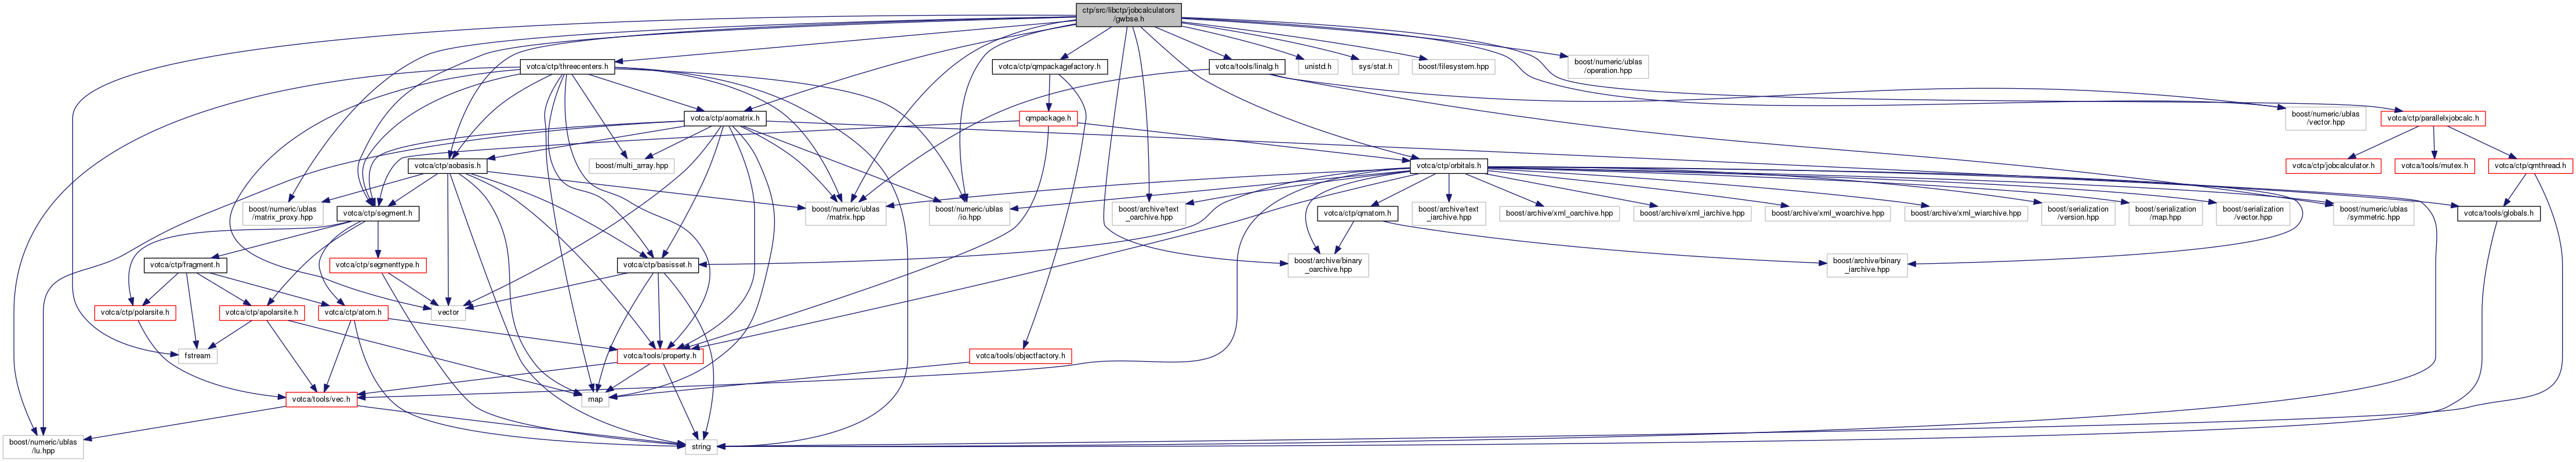 ctp/src/libctp/jobcalculators
/gwbse.h
votca/ctp/threecenters.h
votca/ctp/qmpackagefactory.h
votca/tools/linalg.h
unistd.h
sys/stat.h
boost/filesystem.hpp
boost/numeric/ublas
/operation.hpp
votca/ctp/aomatrix.h
qmpackage.h
boost/numeric/ublas
/vector.hpp
votca/ctp/parallelxjobcalc.h
votca/ctp/aobasis.h
boost/multi_array.hpp
votca/ctp/orbitals.h
votca/ctp/jobcalculator.h
votca/tools/mutex.h
votca/ctp/qmthread.h
boost/numeric/ublas
/matrix_proxy.hpp
votca/ctp/segment.h
boost/numeric/ublas
/matrix.hpp
boost/numeric/ublas
/io.hpp
boost/archive/text
_oarchive.hpp
votca/ctp/qmatom.h
boost/archive/text
_iarchive.hpp
boost/archive/xml_oarchive.hpp
boost/archive/xml_iarchive.hpp
boost/archive/xml_woarchive.hpp
boost/archive/xml_wiarchive.hpp
boost/serialization
/version.hpp
boost/serialization
/map.hpp
boost/serialization
/vector.hpp
boost/numeric/ublas
/symmetric.hpp
votca/tools/globals.h
votca/ctp/fragment.h
votca/ctp/segmenttype.h
votca/ctp/basisset.h
boost/archive/binary
_oarchive.hpp
boost/archive/binary
_iarchive.hpp
votca/ctp/polarsite.h
votca/ctp/apolarsite.h
votca/ctp/atom.h
vector
fstream
votca/tools/property.h
votca/tools/objectfactory.h
votca/tools/vec.h
map
boost/numeric/ublas
/lu.hpp
string